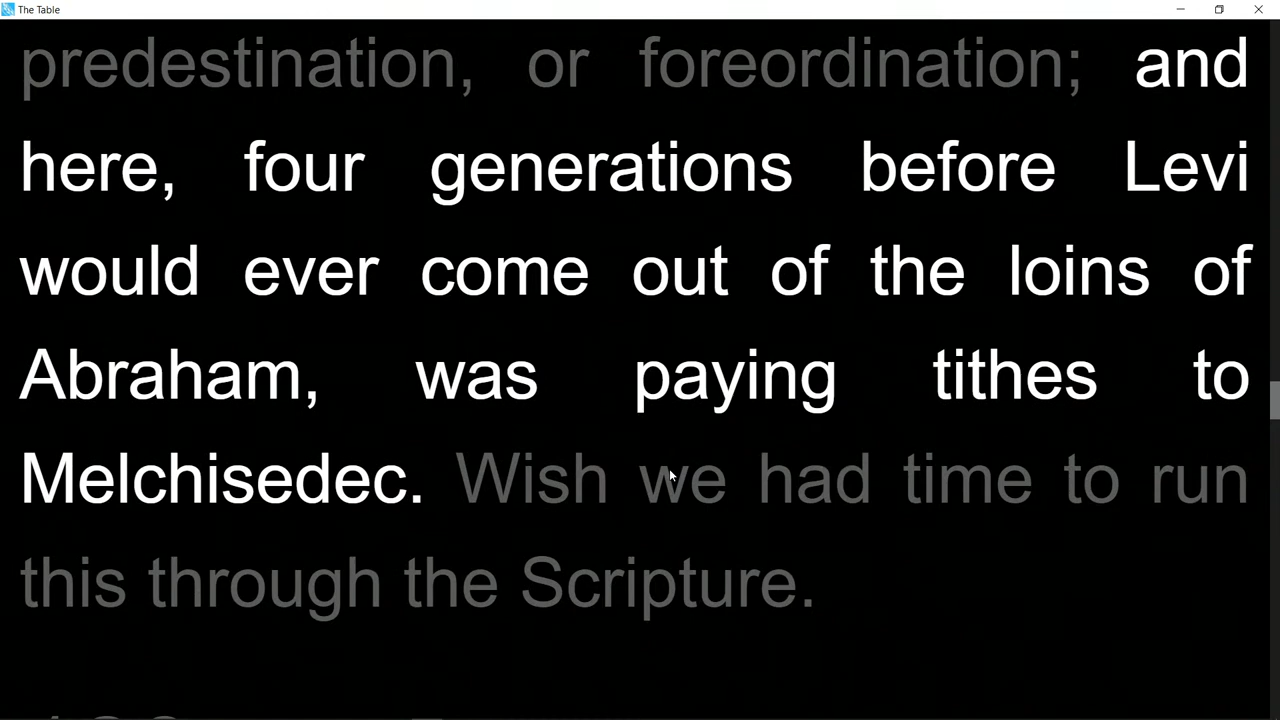 The Table
predestination, or foreordination; and
here, four generations before Levi
would ever come out of the loins of
Abraham, was paying tithes to
Melchisedec. Wish we had time to run
this through the Scripture.